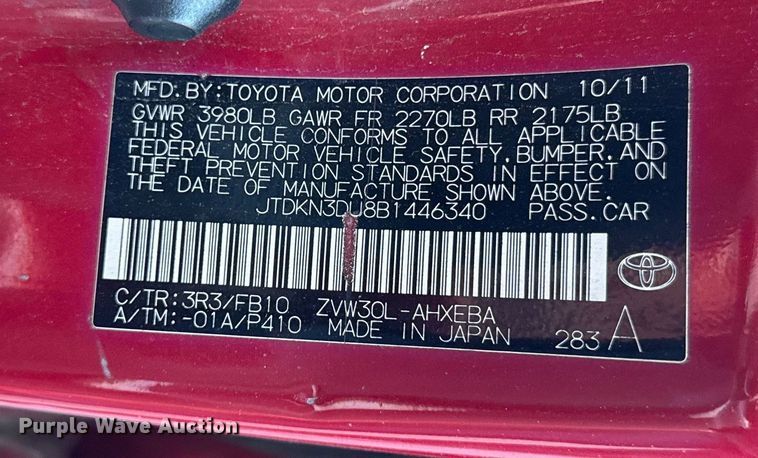 MFD.BY:TOYOTA MOTOR CORPORATION 10/11
GVWR 3980LB GAWR FR 2270LB RR 2175LB
THIS VEHICLE CONFORMS TO ALL APPLICABLE
FEDERAL MOTOR VEHICLE SAFETY,BUMPER,AND
THEFT PREVENTION STANDARDS IN EFFECT ON
THE DATE OF MANUFACTURE SHOWN ABOVE.
JTDKN3DU8B1446340 PASS.CAR
C/TR:3R3/FB10 ZVW30L-AHXEBA
A/TM:-01A/P410 MADE IN JAPAN 283 A
Purple Wave Auction